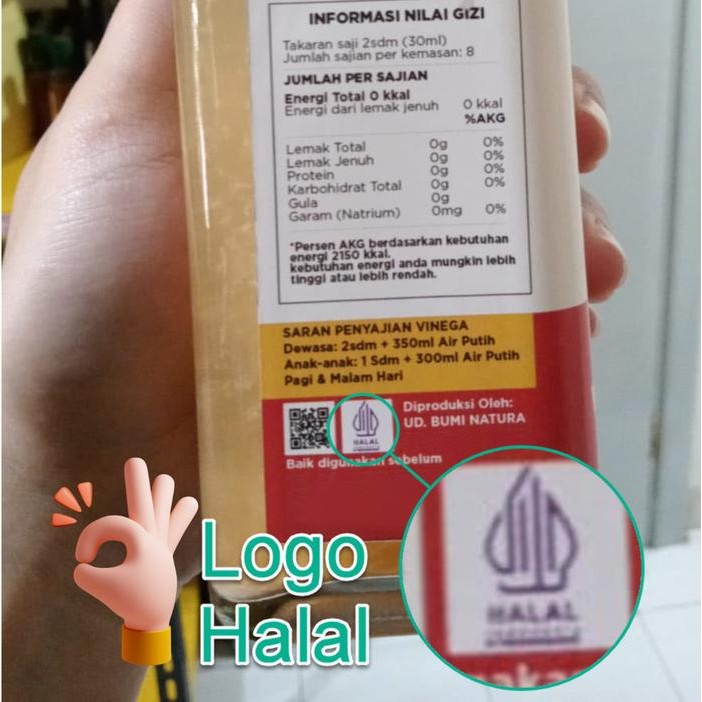 INFORMASI NILAI GIZI
Takaran saji 2sdm (30ml)
Jumlah sajian per kemasan: 8
JUMLAH PER SAJIAN
Energi Total 0 kkal
Energi dari lemak jenuh 0 kkal
%AKG
Lemak Total 0g 0%
Lemak Jenuh 0g 0%
Protein 0g 0%
Karbohidrat Total 0g 0%
Gula 0g
Garam (Natrium) 0mg 0%
*Persen AKG berdasarkan kebutuhan
energi 2150 kkal.
kebutuhan energi anda mungkin lebih
tinggi atau lebih rendah.
SARAN PENYAJIAN VINEGA
Dewasa: 2sdm + 350ml Air Putih
Anak-anak: 1 Sdm + 300ml Air Putih
Pagi & Malam Hari
Diproduksi Oleh:
UD. BUMI NATURA
HALAL
Baik digunakan sebelum
HALAL
Logo
Halal